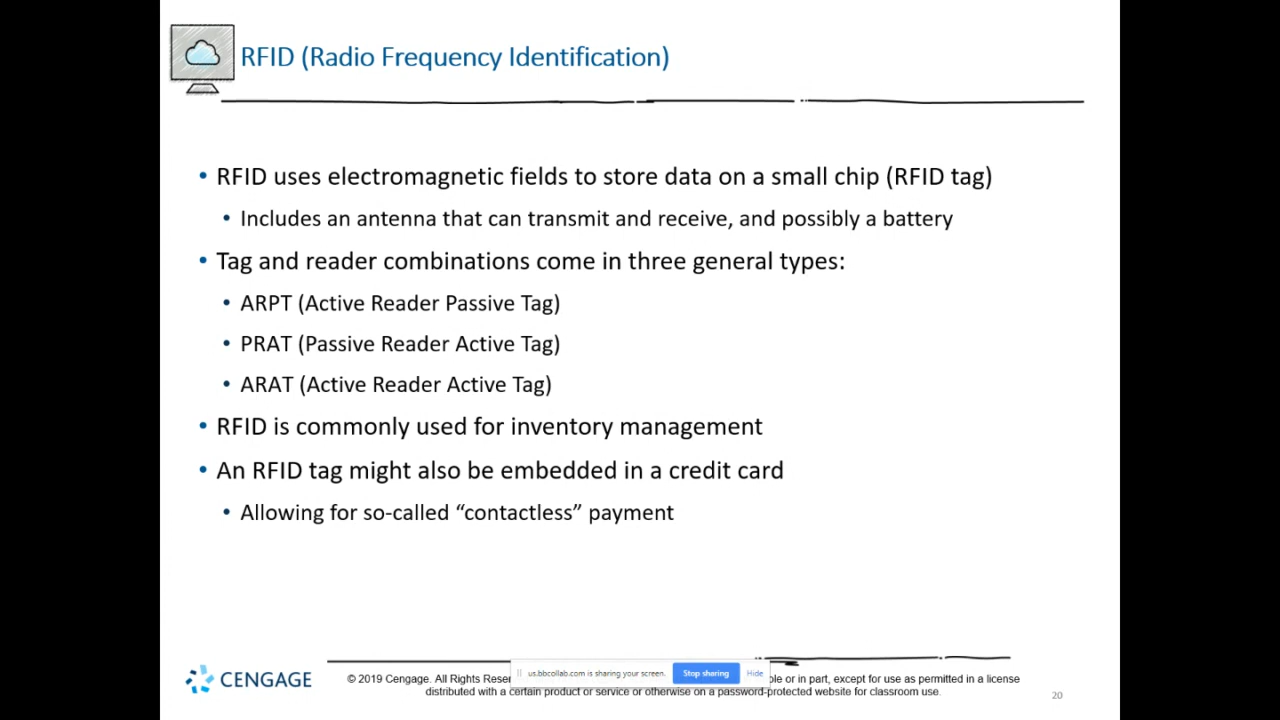 RFID (Radio Frequency Identification)
• RFID uses electromagnetic fields to store data on a small chip (RFID tag)
• Includes an antenna that can transmit and receive, and possibly a battery
• Tag and reader combinations come in three general types:
• ARPT (Active Reader Passive Tag)
• PRAT (Passive Reader Active Tag)
• ARAT (Active Reader Active Tag)
• RFID is commonly used for inventory management
• An RFID tag might also be embedded in a credit card
• Allowing for so-called “contactless” payment
CENGAGE
© 2019 Cengage. All Rights
us.bbcollab.com is sharing your screen. Stop sharing Hide
or in part, except for use as permitted in a license
distributed with a certain product or service or otherwise on a password-protected website for classroom use.
20